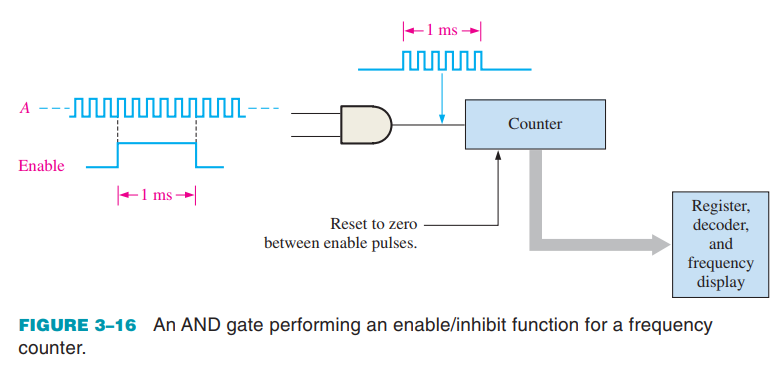 1 ms
A
Enable
1 ms
Counter
Reset to zero
between enable pulses.
Register,
decoder,
and
frequency
display
FIGURE 3–16 An AND gate performing an enable/inhibit function for a frequency
counter.